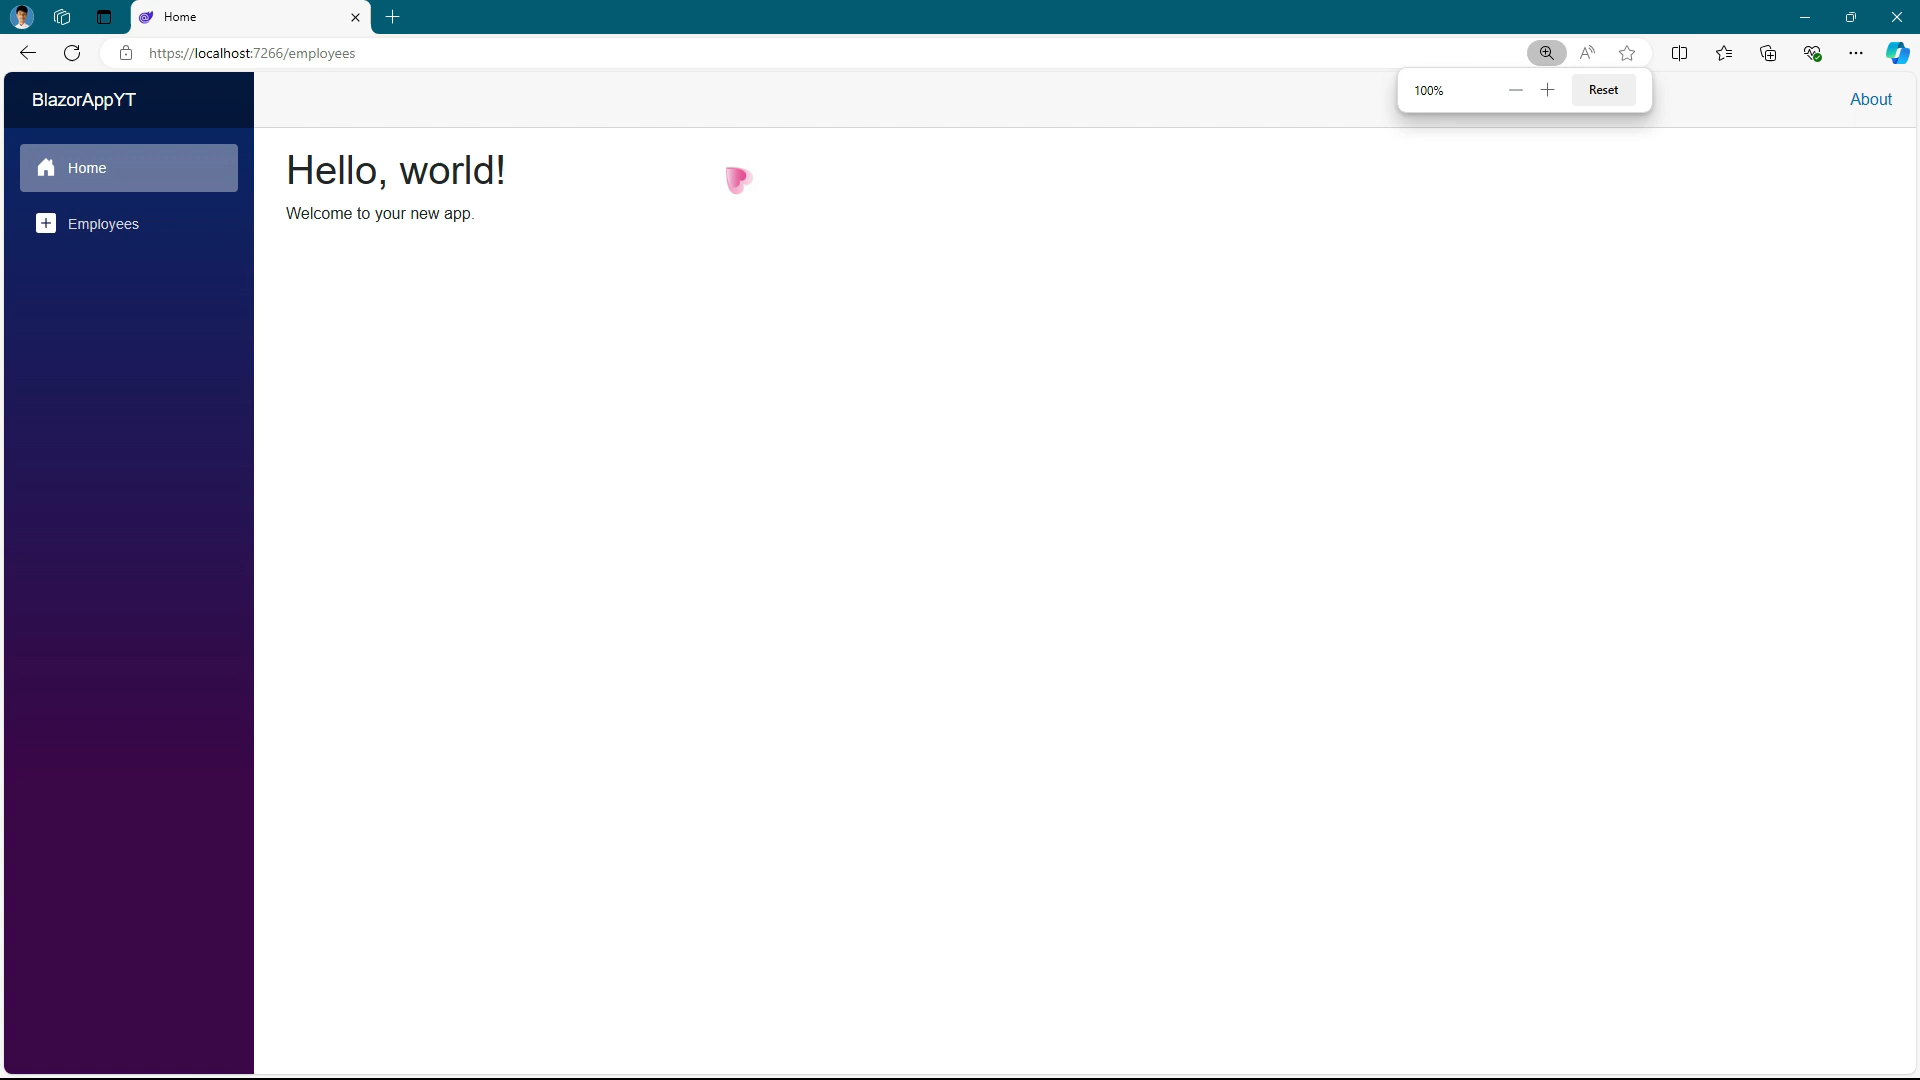 Home
https://localhost:7266/employees
100%
Reset
BlazorAppYT
About
Home
Employees
Hello, world!
Welcome to your new app.